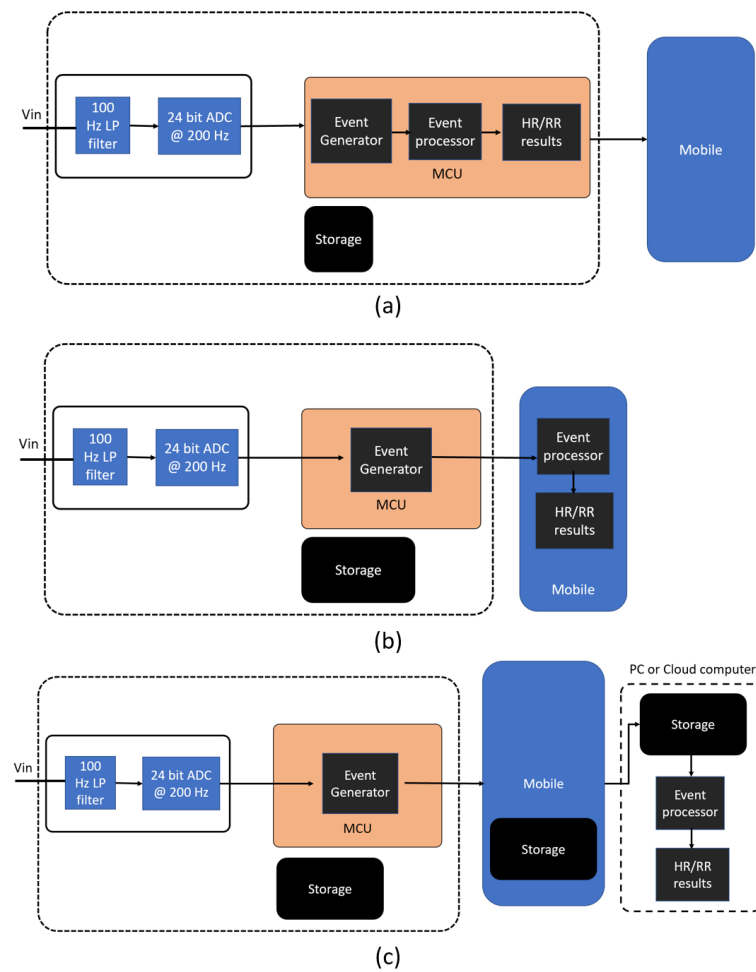 Vin
100
Hz LP
filter
24 bit ADC
@ 200 Hz
Event
Generator
Event
processor
HR/RR
results
MCU
Mobile
Storage
(a)
Vin
100
Hz LP
filter
24 bit ADC
@ 200 Hz
Event
Generator
MCU
Event
processor
HR/RR
results
Mobile
Storage
(b)
PC or Cloud computer
Vin
100
Hz LP
filter
24 bit ADC
@ 200 Hz
Event
Generator
MCU
Storage
Mobile
Storage
Storage
Event
processor
HR/RR
results
(c)